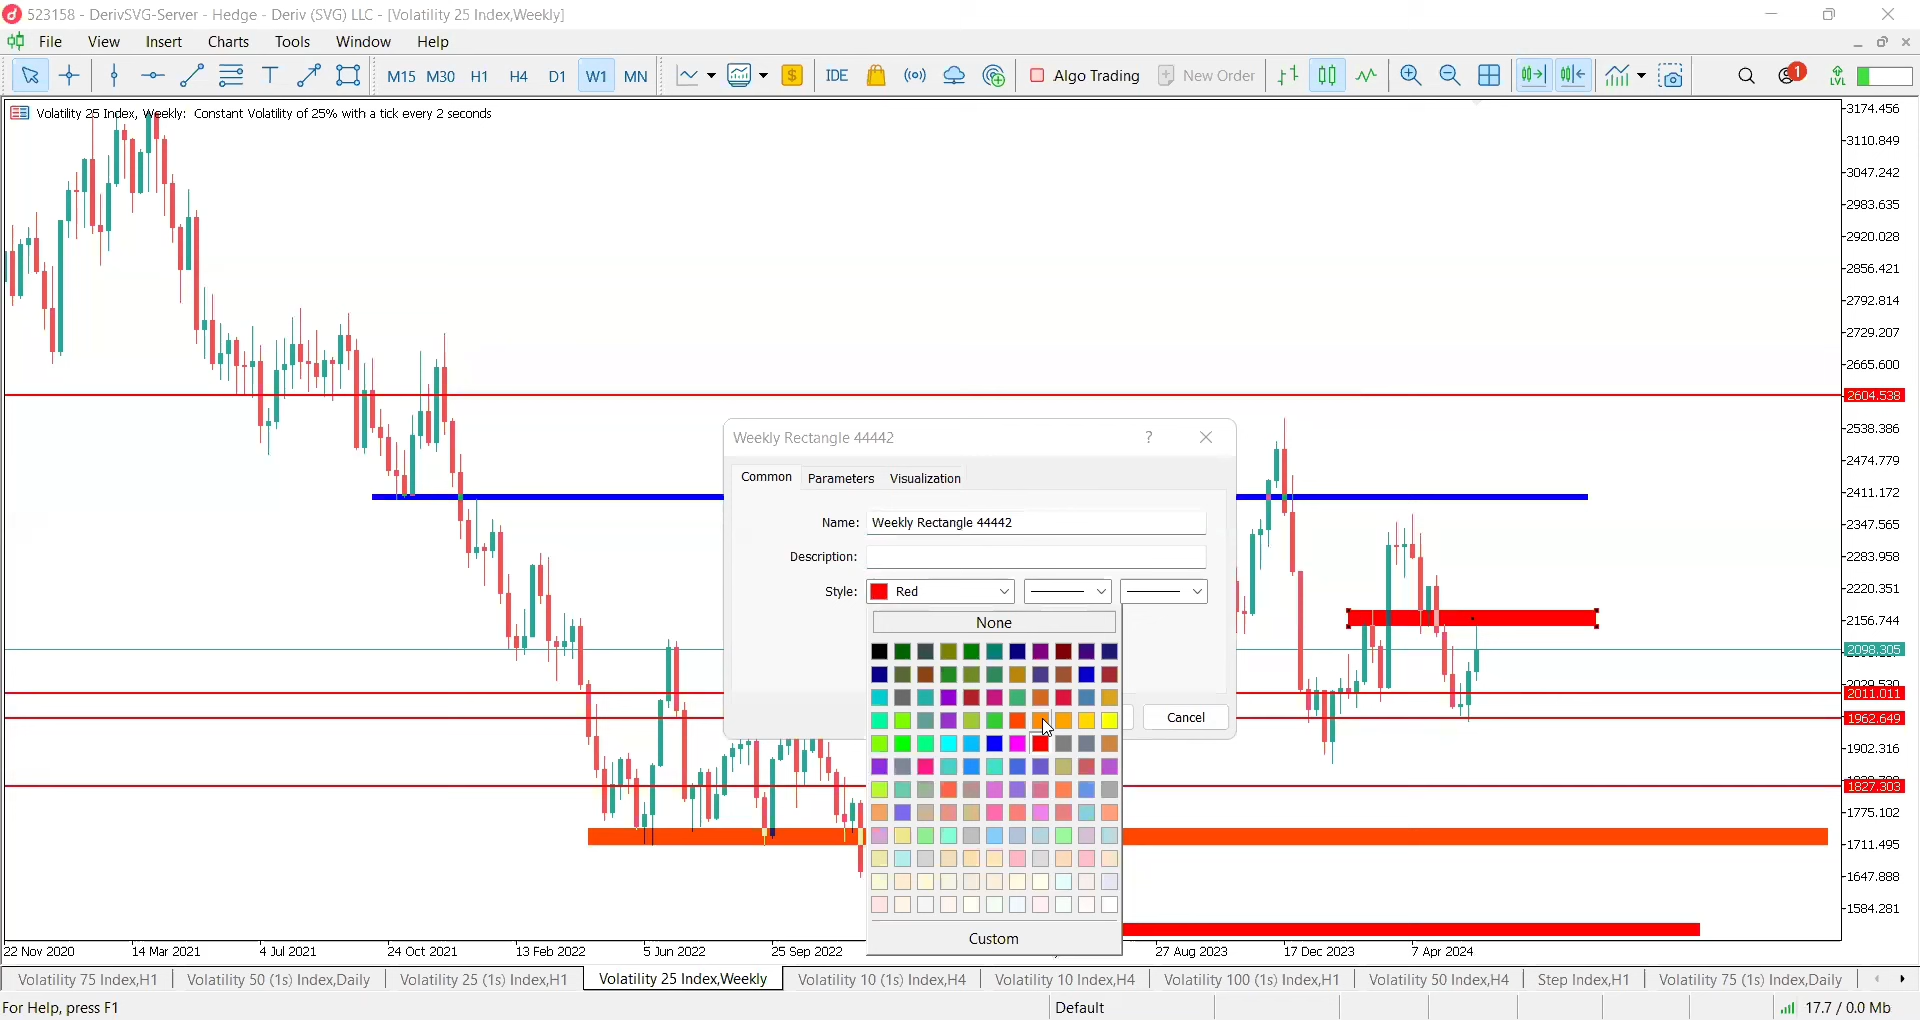 523158 - DerivSVG-Server - Hedge - Deriv (SVG) LLC - [Volatility 25 Index,Weekly]
File View Insert Charts Tools Window Help
M15 M30 H1 H4 D1 W1 MN IDE Algo Trading New Order 1 LVL
Volatility 25 Index, Weekly: Constant Volatility of 25% with a tick every 2 seconds
3174.456
3110.849
3047.242
2983.635
2920.028
2856.421
2792.814
2729.207
2665.600
2604.538
2538.386
2474.779
2411.172
2347.565
2283.958
2220.351
2156.744
2098.305
2029.530
2011.011
1962.649
1902.316
1827.303
1775.102
1711.495
1647.888
1584.281
Weekly Rectangle 44442 ?
Common Parameters Visualization
Name: Weekly Rectangle 44442
Description:
Style: Red
None
Cancel
Custom
22 Nov 2020 14 Mar 2021 4 Jul 2021 24 Oct 2021 13 Feb 2022 5 Jun 2022 25 Sep 2022 27 Aug 2023 17 Dec 2023 7 Apr 2024
Volatility 75 Index,H1 Volatility 50 (1s) Index,Daily Volatility 25 (1s) Index,H1 Volatility 25 Index,Weekly Volatility 10 (1s) Index,H4 Volatility 10 Index,H4 Volatility 100 (1s) Index,H1 Volatility 50 Index,H4 Step Index,H1 Volatility 75 (1s) Index,Daily
For Help, press F1 Default 17.7 / 0.0 Mb